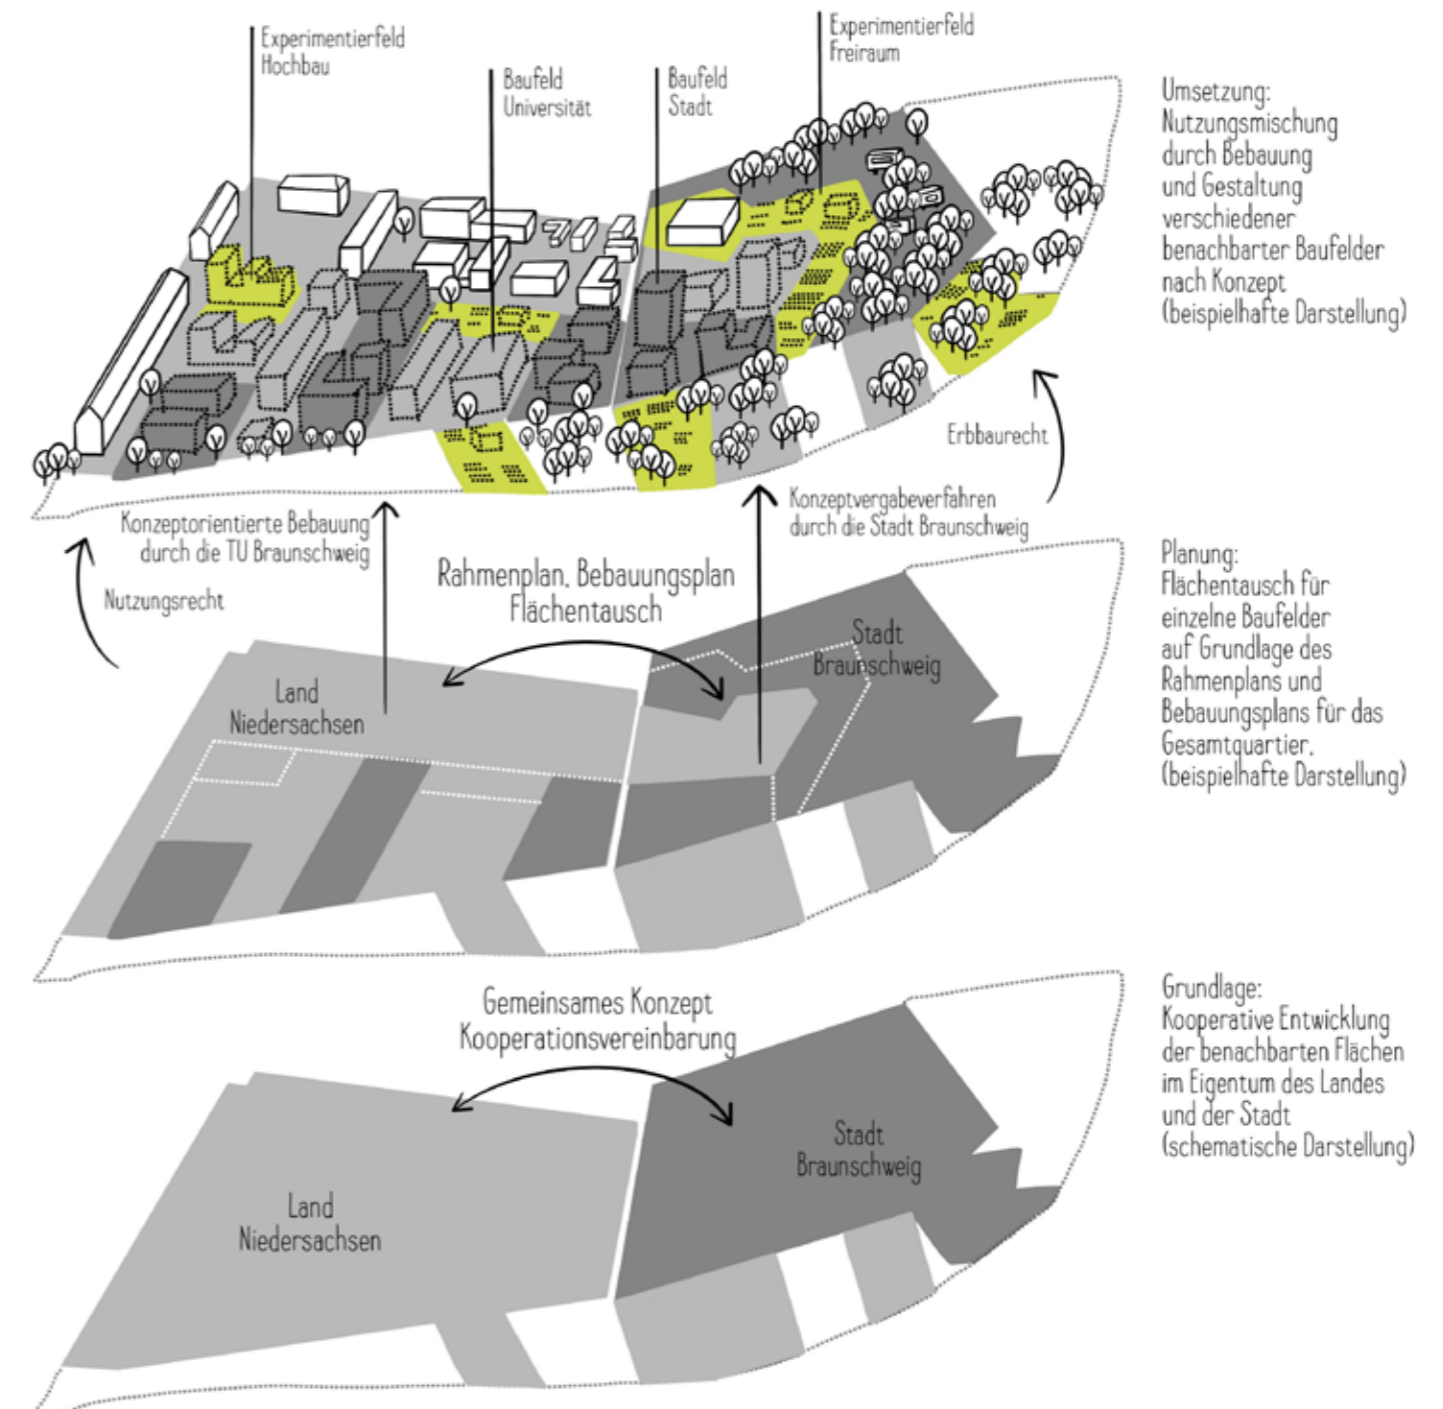 Experimentierfeld
Hochbau
Baufeld
Universität
Baufeld
Stadt
Experimentierfeld
Freiraum
Umsetzung:
Nutzungsmischung
durch Bebauung
und Gestaltung
verschiedener
benachbarter Baufelder
nach Konzept
(beispielhafte Darstellung)
Erbbaurecht
Konzeptorientierte Bebauung
durch die TU Braunschweig
Nutzungsrecht
Konzeptvergabeverfahren
durch die Stadt Braunschweig
Rahmenplan, Bebauungsplan
Flächentausch
Land
Niedersachsen
Stadt
Braunschweig
Planung:
Flächentausch für
einzelne Baufelder
auf Grundlage des
Rahmenplans und
Bebauungsplans für das
Gesamtquartier.
(beispielhafte Darstellung)
Gemeinsames Konzept
Kooperationsvereinbarung
Land
Niedersachsen
Stadt
Braunschweig
Grundlage:
Kooperative Entwicklung
der benachbarten Flächen
im Eigentum des Landes
und der Stadt
(schematische Darstellung)